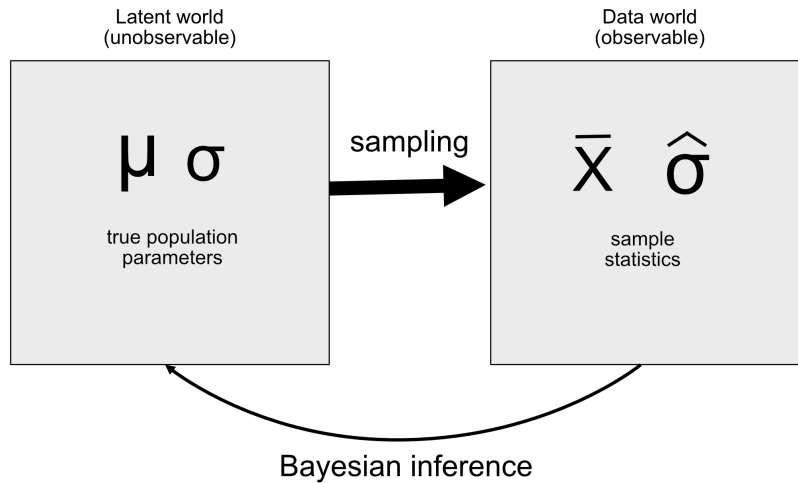 Latent world
(unobservable)
Data world
(observable)
μ σ
sampling
X̅ σ̂
true population
parameters
sample
statistics
Bayesian inference